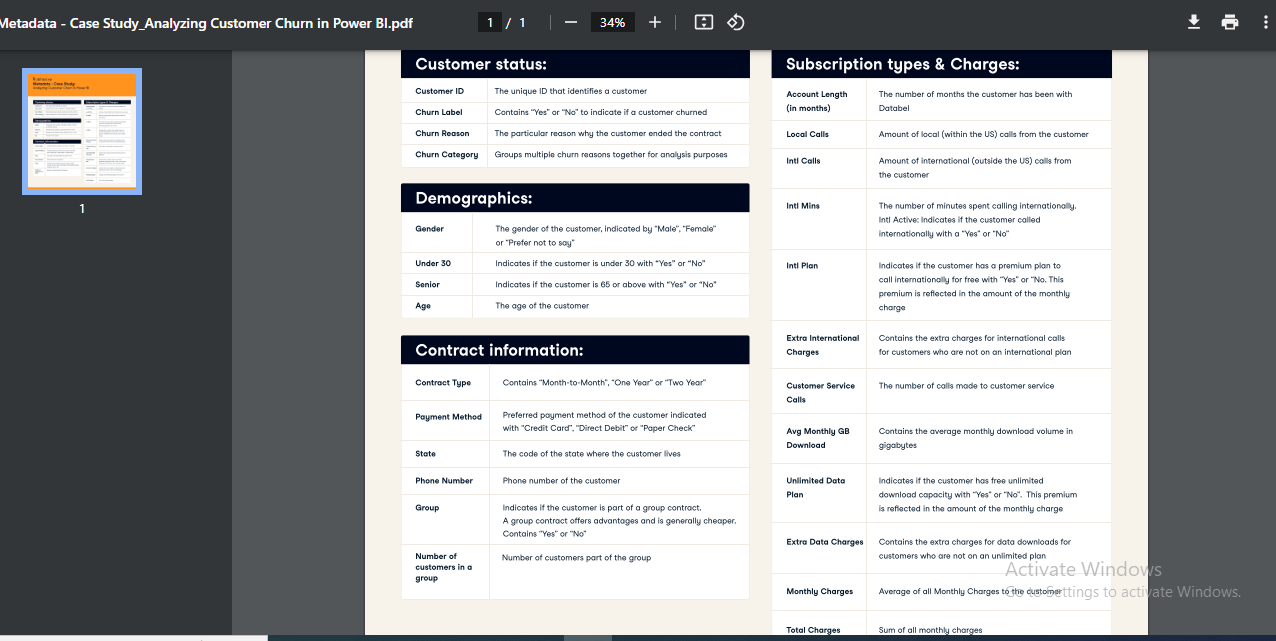 Metadata - Case Study_Analyzing Customer Churn in Power BI.pdf
1 / 1
34%
1
Customer status:
Customer ID The unique ID that identifies a customer
Churn Label Contains "Yes" or "No" to indicate if a customer churned
Churn Reason The particular reason why the customer ended the contract
Churn Category Groups multiple churn reasons together for analysis purposes
Demographics:
Gender The gender of the customer, indicated by "Male", "Female"
or "Prefer not to say"
Under 30 Indicates if the customer is under 30 with "Yes" or "No"
Senior Indicates if the customer is 65 or above with "Yes" or "No"
Age The age of the customer
Contract information:
Contract Type Contains "Month-to-Month", "One Year" or "Two Year"
Payment Method Preferred payment method of the customer indicated
with "Credit Card", "Direct Debit" or "Paper Check"
State The code of the state where the customer lives
Phone Number Phone number of the customer
Group Indicates if the customer is part of a group contract.
A group contract offers advantages and is generally cheaper.
Contains "Yes" or "No"
Number of Number of customers part of the group
customers in a
group
Subscription types & Charges:
Account Length The number of months the customer has been with
(in months) Databel
Local Calls Amount of local (within the US) calls from the customer
Intl Calls Amount of international (outside the US) calls from
the customer
Intl Mins The number of minutes spent calling internationally.
Intl Active: Indicates if the customer called
internationally with a "Yes" or "No"
Intl Plan Indicates if the customer has a premium plan to
call internationally for free with "Yes" or "No. This
premium is reflected in the amount of the monthly
charge
Extra International Contains the extra charges for international calls
Charges for customers who are not on an international plan
Customer Service The number of calls made to customer service
Calls
Avg Monthly GB Contains the average monthly download volume in
Download gigabytes
Unlimited Data Indicates if the customer has free unlimited
Plan download capacity with "Yes" or "No". This premium
is reflected in the amount of the monthly charge
Extra Data Charges Contains the extra charges for data downloads for
customers who are not on an unlimited plan
Monthly Charges Average of all Monthly Charges to the customer
Total Charges Sum of all monthly charges
Activate Windows
Go to Settings to activate Windows.